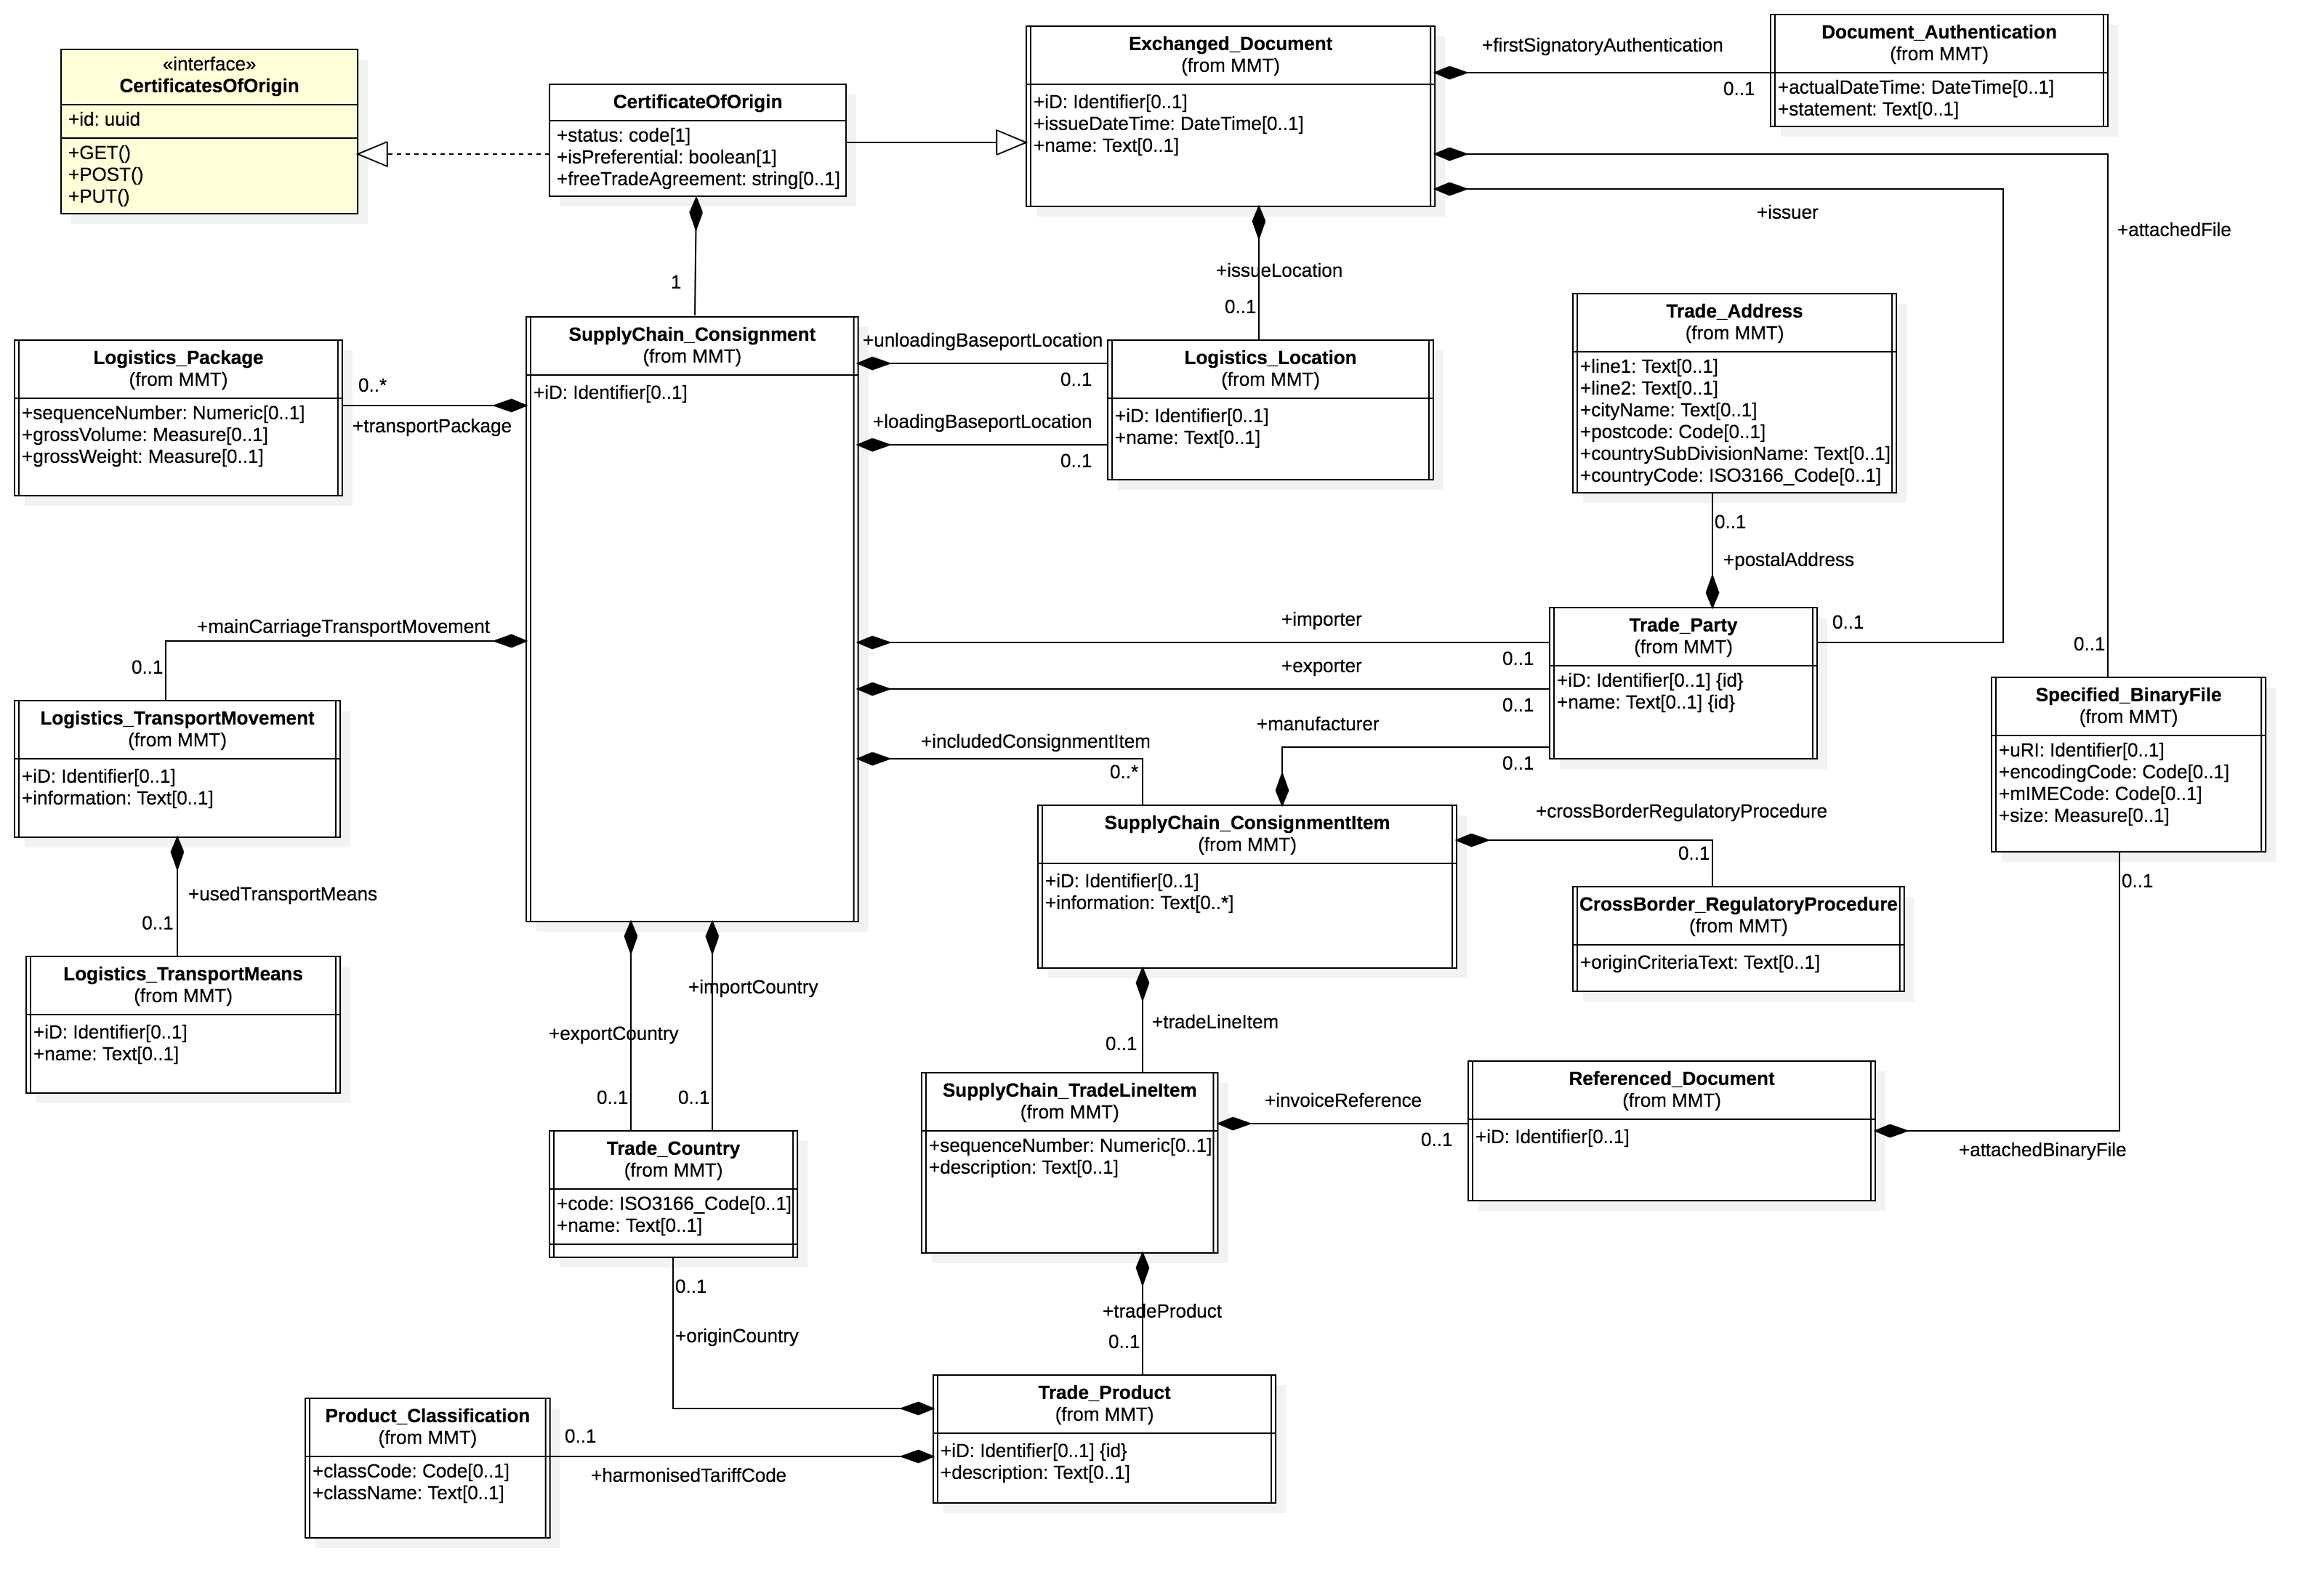 «interface»
CertificatesOfOrigin
+id: uuid
+GET()
+POST()
+PUT()
CertificateOfOrigin
+status: code[1]
+isPreferential: boolean[1]
+freeTradeAgreement: string[0..1]
Exchanged_Document
(from MMT)
+iD: Identifier[0..1]
+issueDateTime: DateTime[0..1]
+name: Text[0..1]
+firstSignatoryAuthentication
0..1
Document_Authentication
(from MMT)
+actualDateTime: DateTime[0..1]
+statement: Text[0..1]
+issuer
+attachedFile
1
+issueLocation
0..1
Logistics_Package
(from MMT)
+sequenceNumber: Numeric[0..1]
+grossVolume: Measure[0..1]
+grossWeight: Measure[0..1]
0..*
+transportPackage
SupplyChain_Consignment
(from MMT)
+iD: Identifier[0..1]
+unloadingBaseportLocation
0..1
+loadingBaseportLocation
0..1
Logistics_Location
(from MMT)
+iD: Identifier[0..1]
+name: Text[0..1]
Trade_Address
(from MMT)
+line1: Text[0..1]
+line2: Text[0..1]
+cityName: Text[0..1]
+postcode: Code[0..1]
+countrySubDivisionName: Text[0..1]
+countryCode: ISO3166_Code[0..1]
0..1
+postalAddress
+mainCarriageTransportMovement
0..1
+importer
0..1
+exporter
0..1
Trade_Party
(from MMT)
+iD: Identifier[0..1] {id}
+name: Text[0..1] {id}
0..1
0..1
Logistics_TransportMovement
(from MMT)
+iD: Identifier[0..1]
+information: Text[0..1]
+manufacturer
0..1
+includedConsignmentItem
0..*
Specified_BinaryFile
(from MMT)
+uRI: Identifier[0..1]
+encodingCode: Code[0..1]
+mIMECode: Code[0..1]
+size: Measure[0..1]
0..1
SupplyChain_ConsignmentItem
(from MMT)
+iD: Identifier[0..1]
+information: Text[0..*]
+crossBorderRegulatoryProcedure
0..1
CrossBorder_RegulatoryProcedure
(from MMT)
+originCriteriaText: Text[0..1]
+usedTransportMeans
0..1
Logistics_TransportMeans
(from MMT)
+iD: Identifier[0..1]
+name: Text[0..1]
+importCountry
+exportCountry
0..1
0..1
+tradeLineItem
0..1
SupplyChain_TradeLineItem
(from MMT)
+sequenceNumber: Numeric[0..1]
+description: Text[0..1]
+invoiceReference
0..1
Referenced_Document
(from MMT)
+iD: Identifier[0..1]
+attachedBinaryFile
Trade_Country
(from MMT)
+code: ISO3166_Code[0..1]
+name: Text[0..1]
0..1
+originCountry
+tradeProduct
0..1
Product_Classification
(from MMT)
+classCode: Code[0..1]
+className: Text[0..1]
0..1
+harmonisedTariffCode
Trade_Product
(from MMT)
+iD: Identifier[0..1] {id}
+description: Text[0..1]